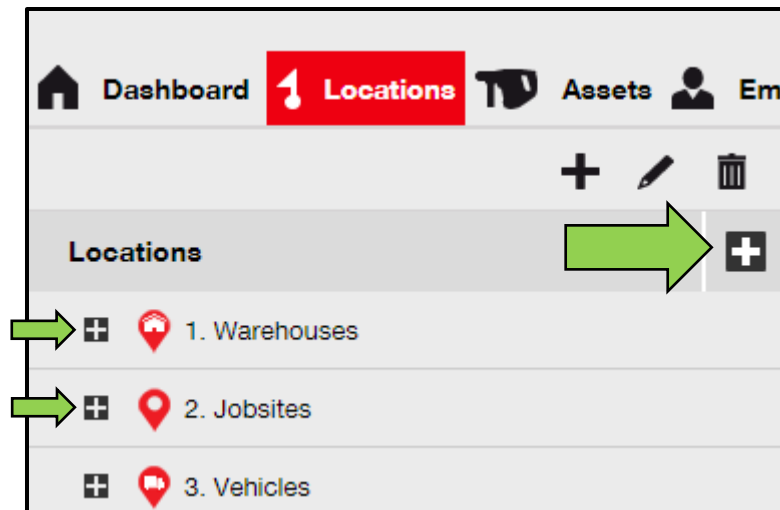 Dashboard Locations Assets Em
Locations
1. Warehouses
2. Jobsites
3. Vehicles